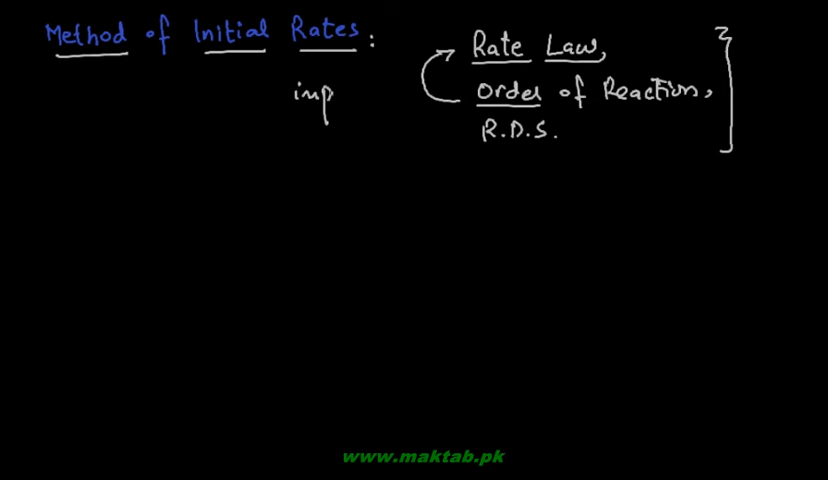 Method of Initial Rates :
Rate Law,
imp
Order of Reaction,
R.D.S.
www.maktab.pk